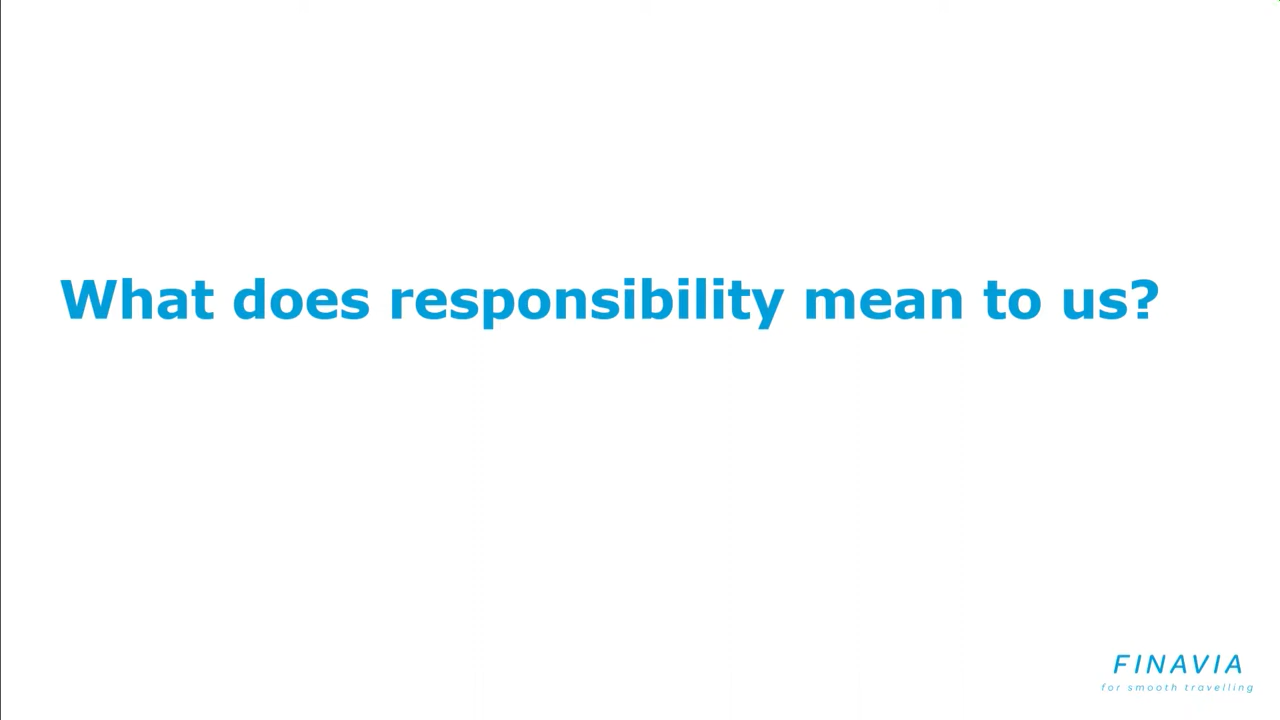 What does responsibility mean to us?
FINAVIA
for smooth travelling